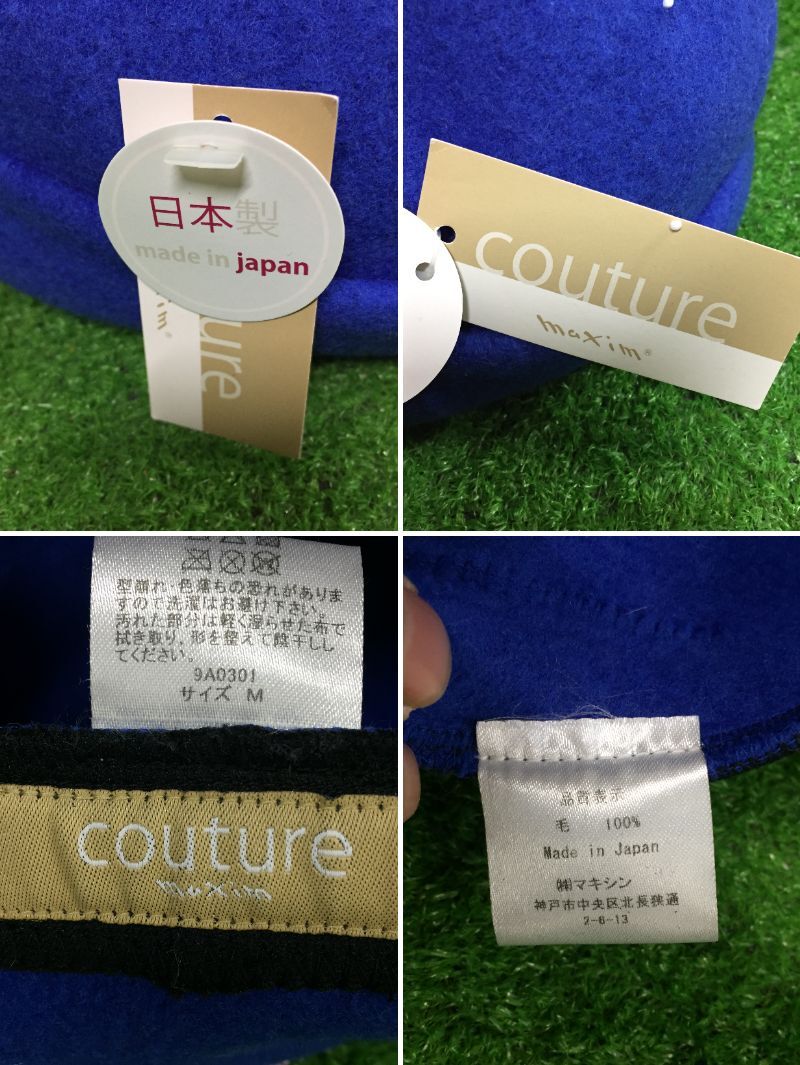 日本製
made in japan
maxim®
couture
couture
maxim®
型崩れ・色落ちの恐れがありま
すので洗濯はお避け下さい。
汚れた部分は軽く湿らせた布で
拭き取り、形を整えて陰干しし
てください。
9A0301
サイズ M
couture
maxim
品質表示
毛 100%
Made in Japan
㈱マキシン
神戸市中央区北長狭通
2-6-13